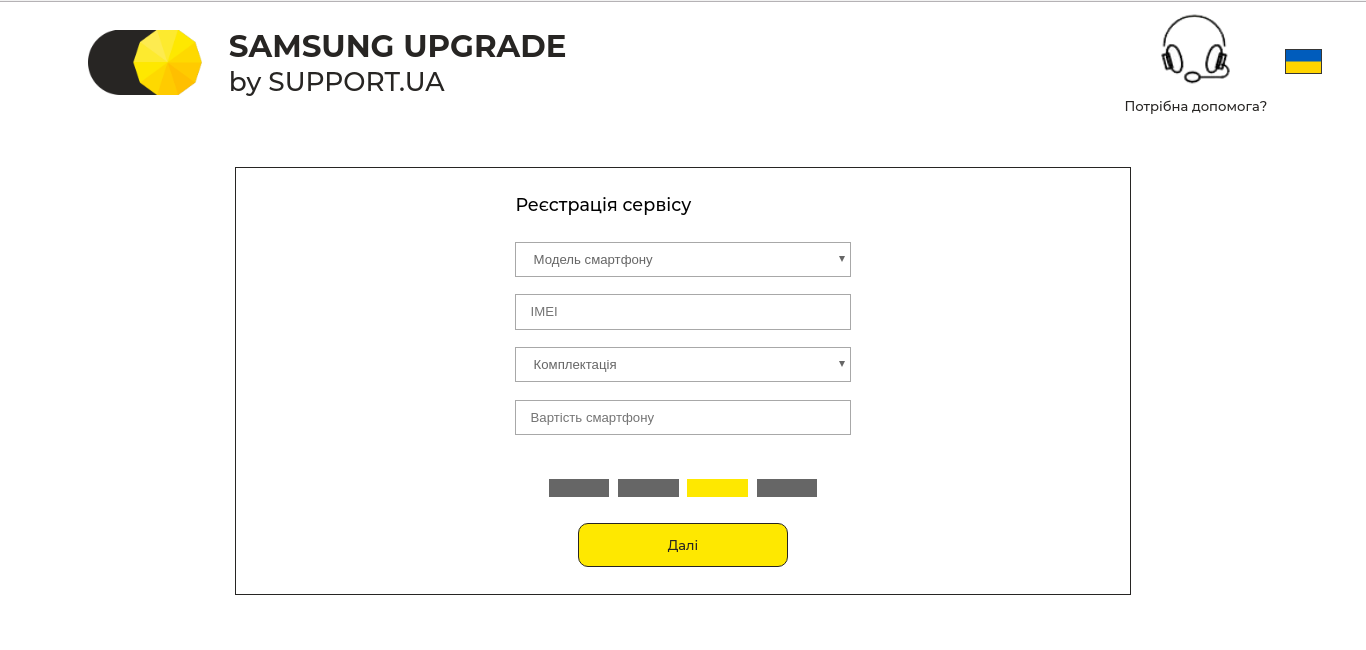 SAMSUNG UPGRADE
by SUPPORT.UA
Потрібна допомога?
Реєстрація сервісу
Модель смартфону
IMEI
Комплектація
Вартість смартфону
Далі